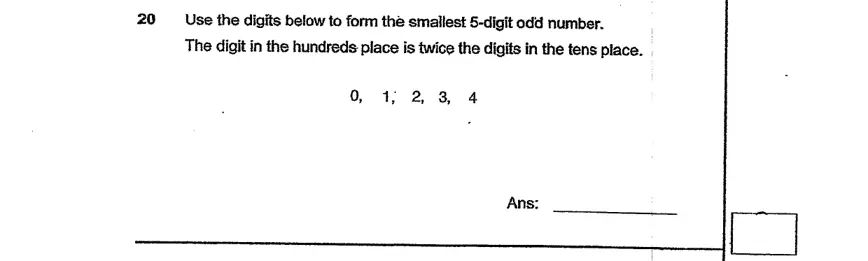 20 Use the digits below to form the smallest 5-digit odd number.
The digit in the hundreds place is twice the digits in the tens place.
0, 1, 2, 3, 4
Ans: